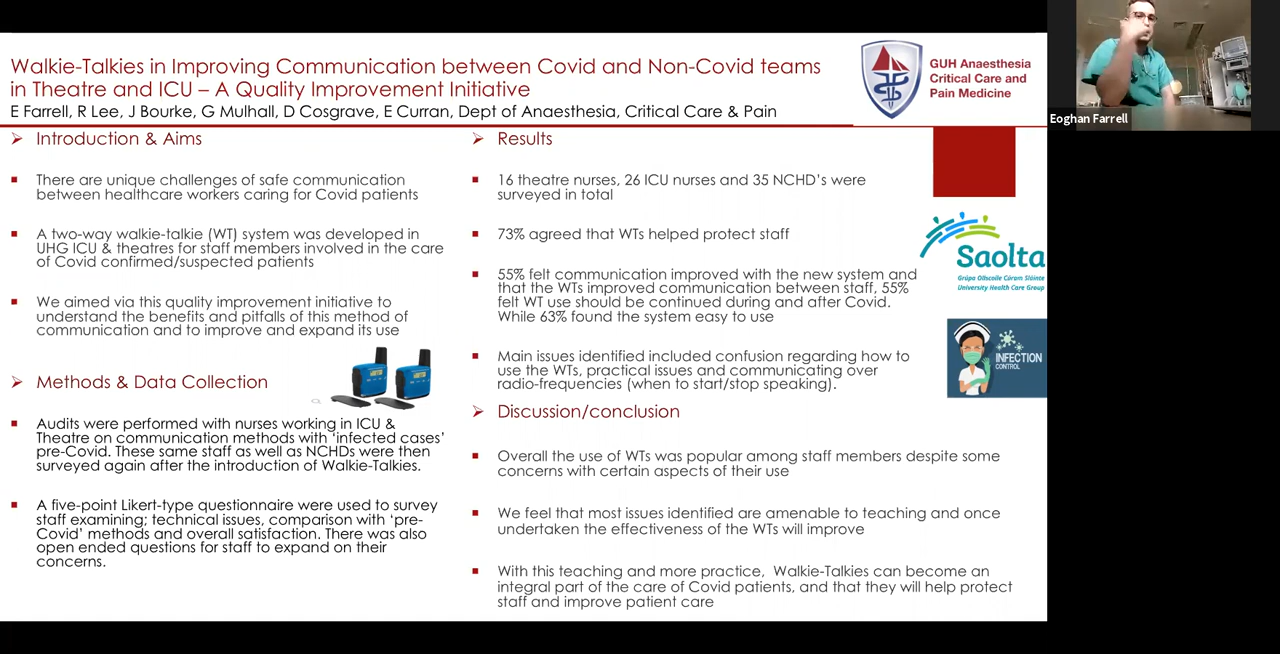 Walkie-Talkies in Improving Communication between Covid and Non-Covid teams
in Theatre and ICU – A Quality Improvement Initiative
E Farrell, R Lee, J Bourke, G Mulhall, D Cosgrave, E Curran, Dept of Anaesthesia, Critical Care & Pain
GUH Anaesthesia
Critical Care and
Pain Medicine
Eoghan Farrell
Introduction & Aims
There are unique challenges of safe communication
between healthcare workers caring for Covid patients
A two-way walkie-talkie (WT) system was developed in
UHG ICU & theatres for staff members involved in the care
of Covid confirmed/suspected patients
We aimed via this quality improvement initiative to
understand the benefits and pitfalls of this method of
communication and to improve and expand its use
Methods & Data Collection
Audits were performed with nurses working in ICU &
Theatre on communication methods with ‘infected cases’
pre-Covid. These same staff as well as NCHDs were then
surveyed again after the introduction of Walkie-Talkies.
A five-point Likert-type questionnaire were used to survey
staff examining; technical issues, comparison with ‘pre-
Covid’ methods and overall satisfaction. There was also
open ended questions for staff to expand on their
concerns.
Results
16 theatre nurses, 26 ICU nurses and 35 NCHD’s were
surveyed in total
73% agreed that WTs helped protect staff
55% felt communication improved with the new system and
that the WTs improved communication between staff, 55%
felt WT use should be continued during and after Covid.
While 63% found the system easy to use
Main issues identified included confusion regarding how to
use the WTs, practical issues and communicating over
radio-frequencies (when to start/stop speaking).
Discussion/conclusion
Overall the use of WTs was popular among staff members despite some
concerns with certain aspects of their use
We feel that most issues identified are amenable to teaching and once
undertaken the effectiveness of the WTs will improve
With this teaching and more practice, Walkie-Talkies can become an
integral part of the care of Covid patients, and that they will help protect
staff and improve patient care
Saolta
Grúpa Ollscoile Cúram Sláinte
University Health Care Group
INFECTION
CONTROL